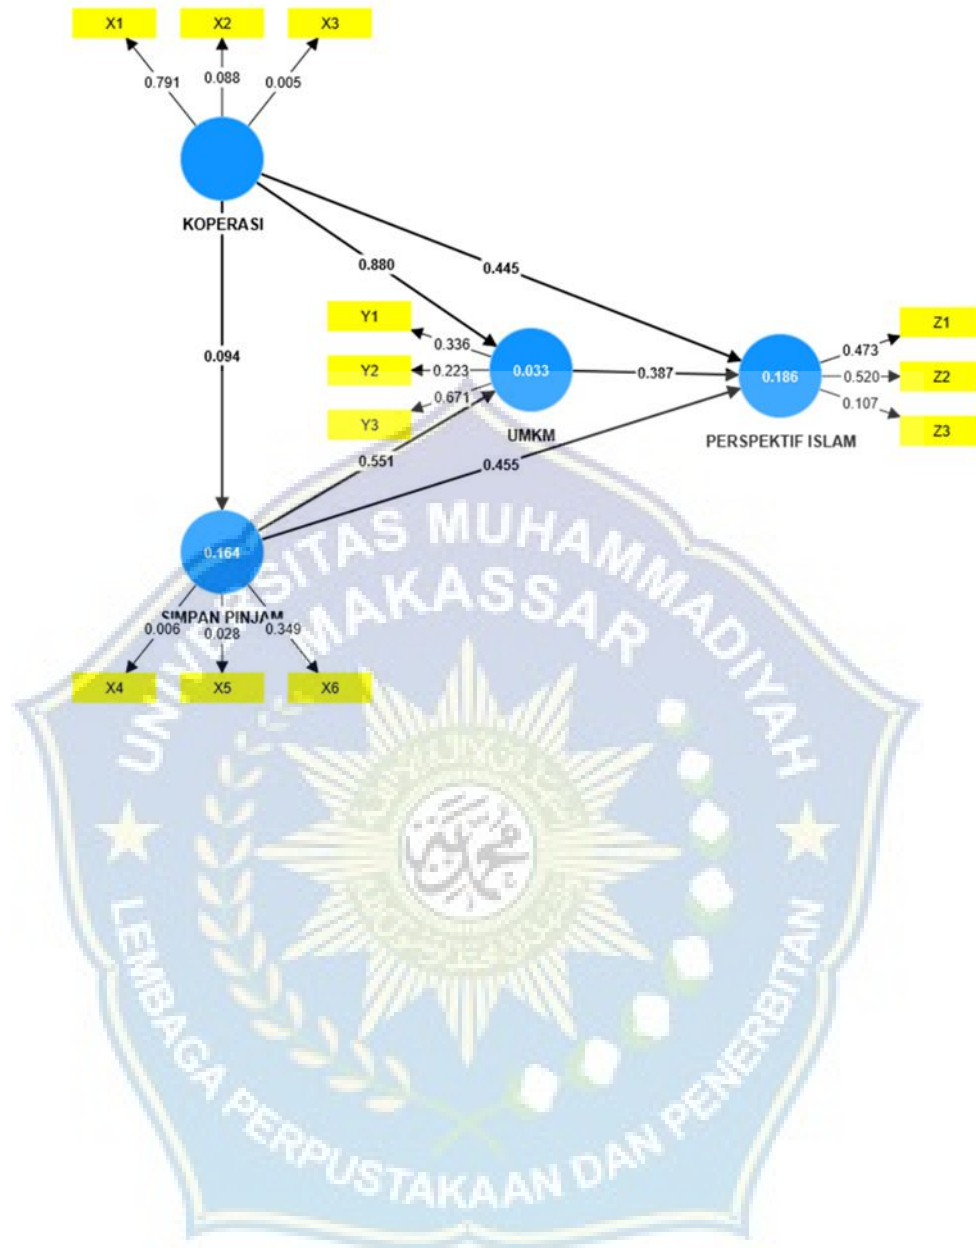 X1 X2 X3
0.791 0.088 0.005
KOPERASI
0.880 0.445
0.094
Y1
Y2
Y3
0.336
0.223
0.671
0.033
UMKM
0.387
0.186
PERSPEKTIF ISLAM
0.473
0.520
0.107
Z1
Z2
Z3
0.551
0.455
0.164
SIMPAN PINJAM
0.006 0.028 0.349
X4 X5 X6
UNIVERSITAS MUHAMMADIYAH
MAKASSAR
LEMBAGA PERPUSTAKAAN DAN PENERBITAN